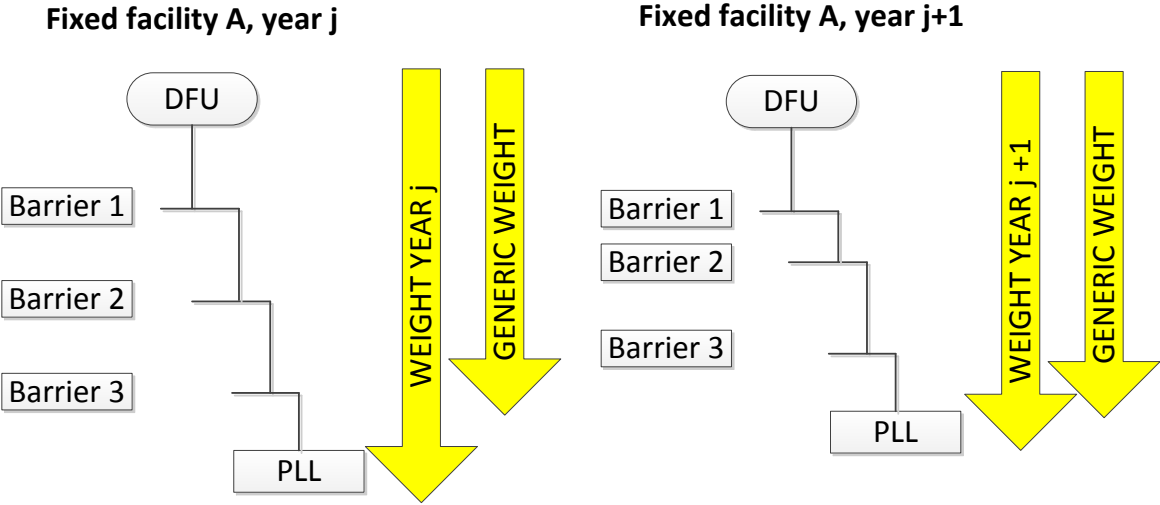 Fixed facility A, year j
DFU
Barrier 1
Barrier 2
Barrier 3
PLL
WEIGHT YEAR j
GENERIC WEIGHT
Fixed facility A, year j+1
DFU
Barrier 1
Barrier 2
Barrier 3
PLL
WEIGHT YEAR j +1
GENERIC WEIGHT